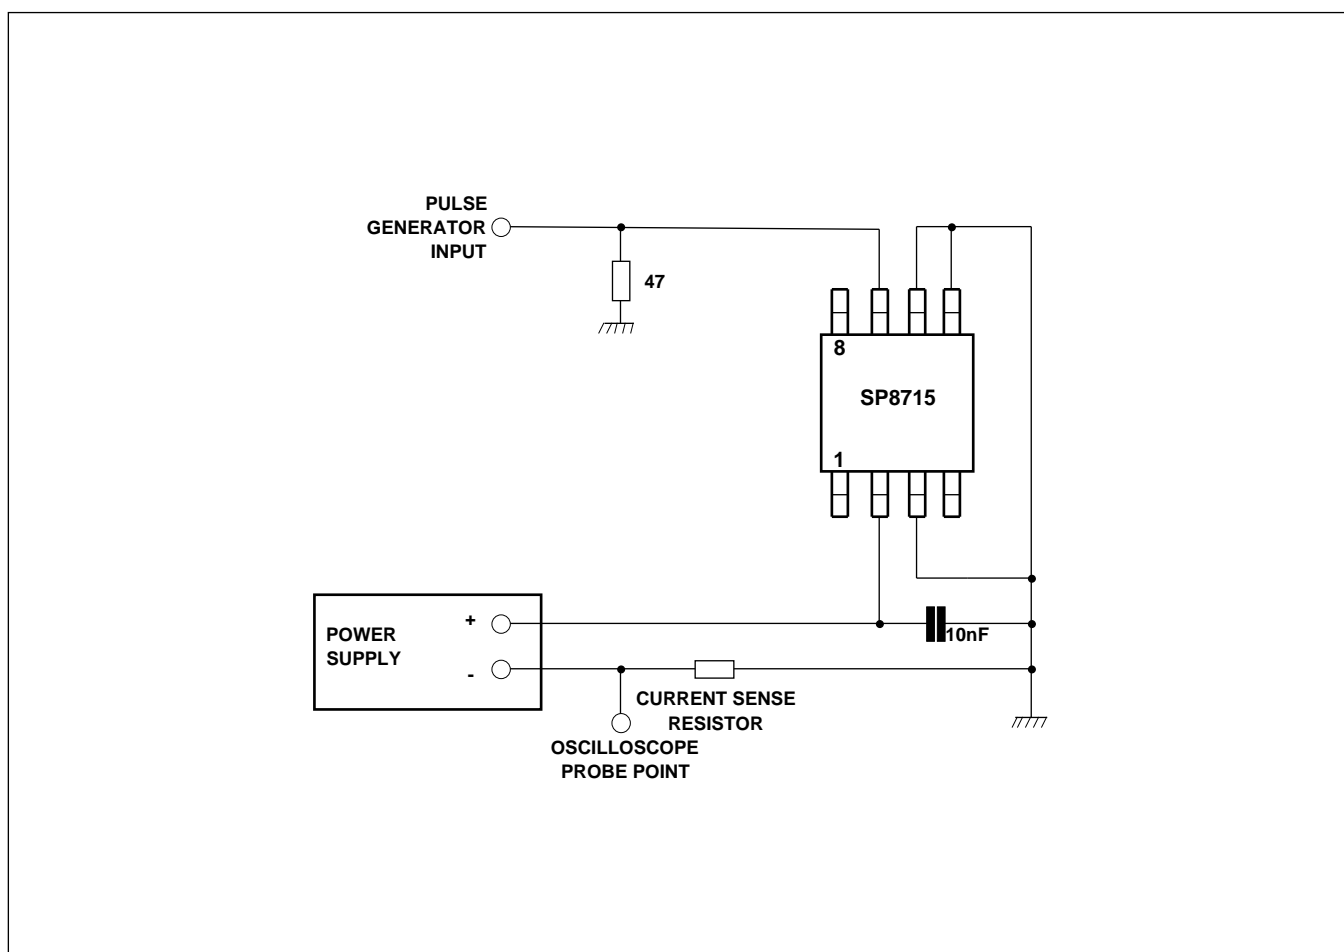 PULSE
GENERATOR
INPUT
47
8
SP8715
1
POWER
SUPPLY
+
-
10nF
CURRENT SENSE
RESISTOR
OSCILLOSCOPE
PROBE POINT